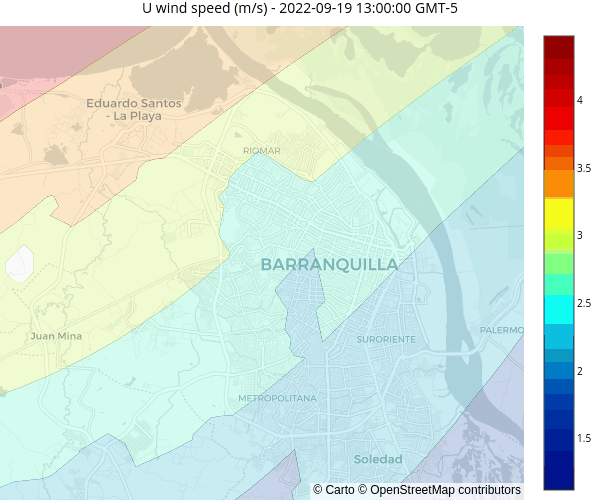 U wind speed (m/s) - 2022-09-19 13:00:00 GMT-5
Eduardo Santos
- La Playa
RIOMAR
BARRANQUILLA
Juan Mina
SURORIENTE
PALERMO
METROPOLITANA
Soledad
4
3.5
3
2.5
2
1.5
© Carto © OpenStreetMap contributors